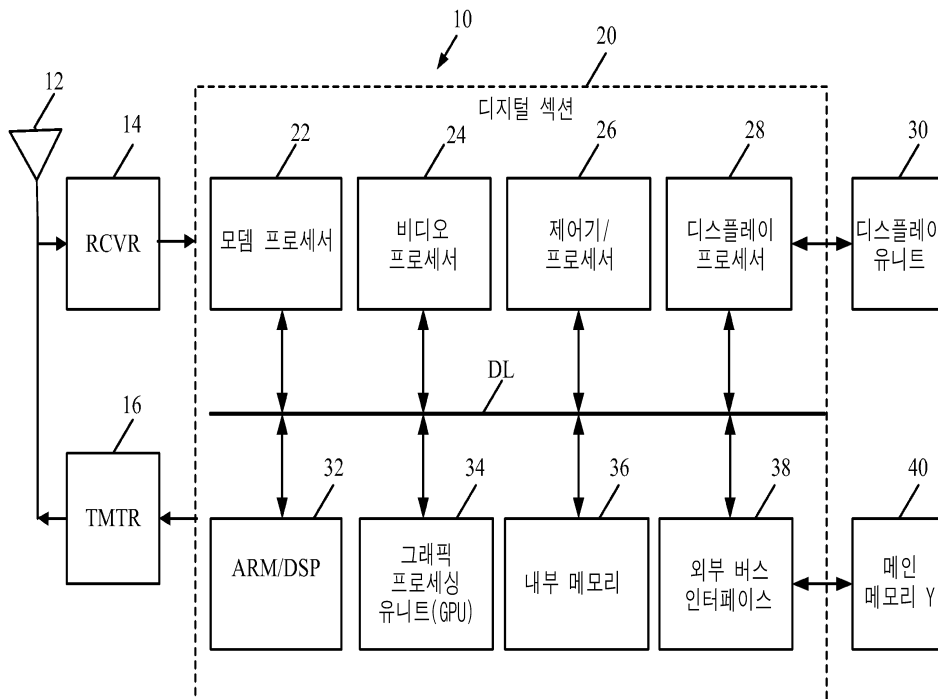 10
20
12
디지털 섹션
14
22
24
26
28
30
RCVR
모뎀 프로세서
비디오
프로세서
제어기/
프로세서
디스플레이
프로세서
디스플레이
유니트
DL
16
32
34
36
38
40
TMTR
ARM/DSP
그래픽
프로세싱
유니트(GPU)
내부 메모리
외부 버스
인터페이스
메인
메모리 Y